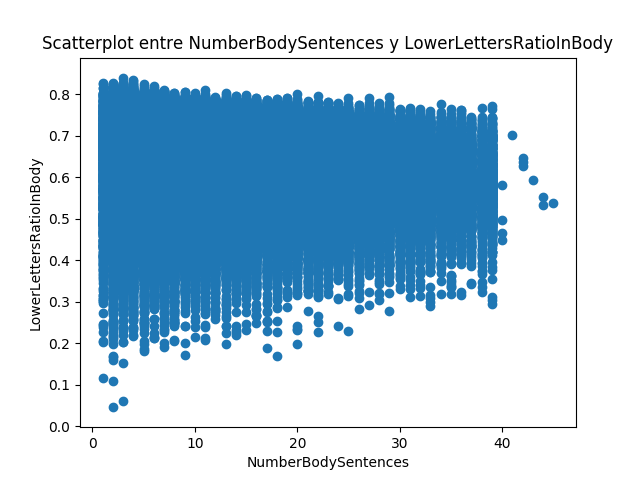 Scatterplot entre NumberBodySentences y LowerLettersRatioInBody
LowerLettersRatioInBody
0.8
0.7
0.6
0.5
0.4
0.3
0.2
0.1
0.0
0 10 20 30 40
NumberBodySentences